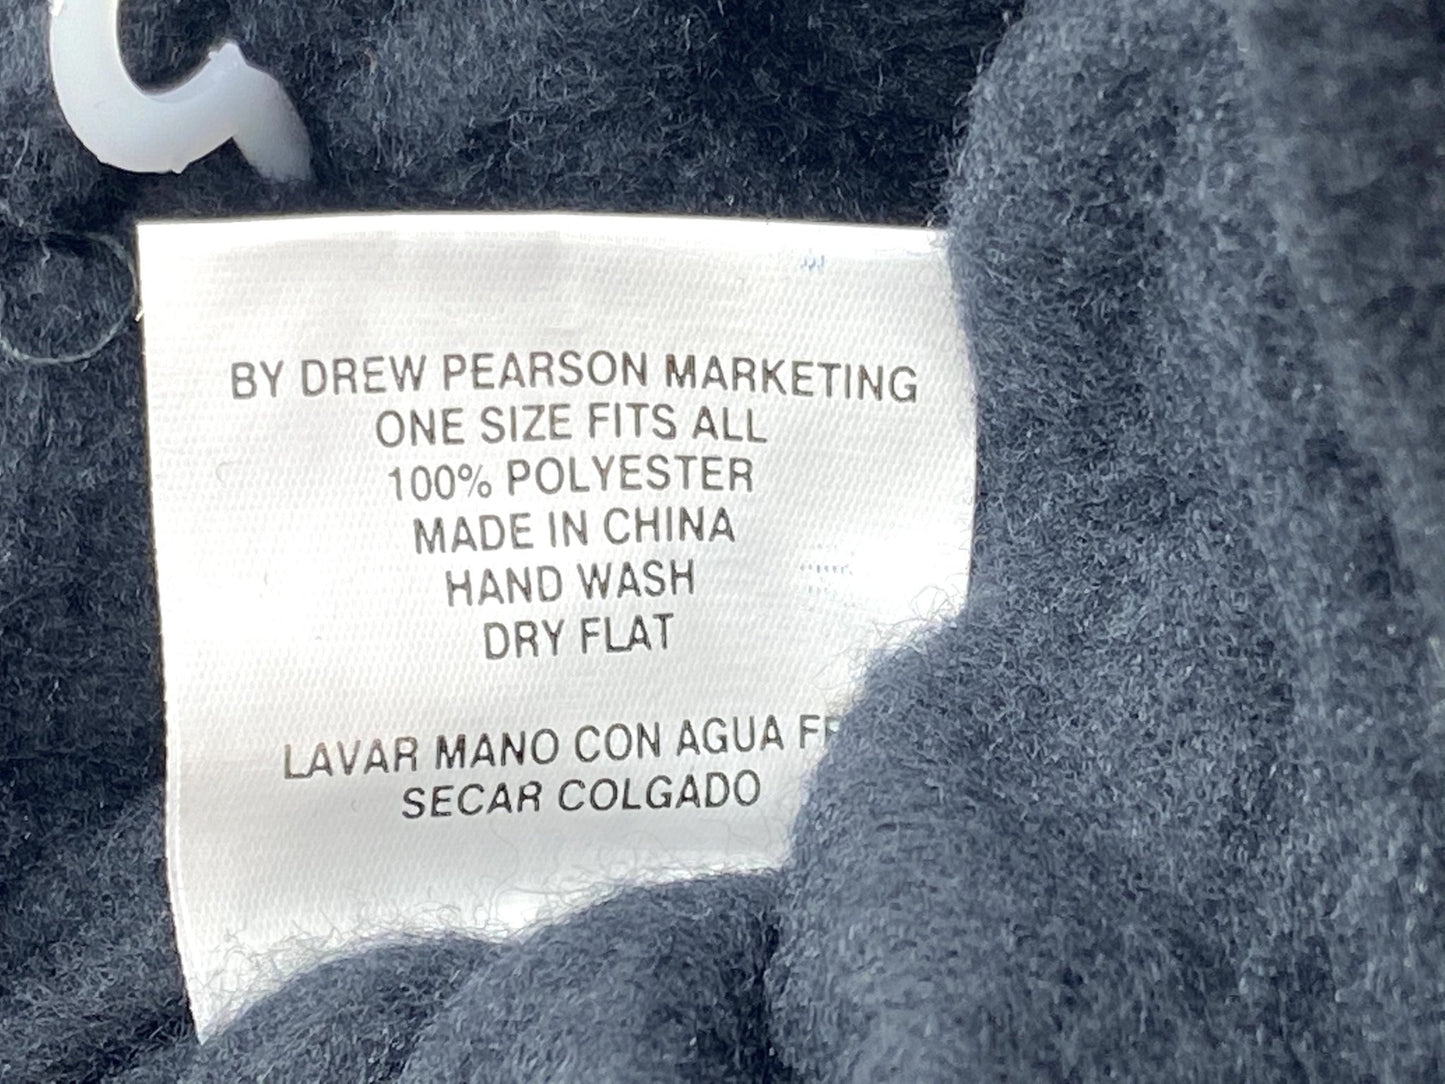 BY DREW PEARSON MARKETING
ONE SIZE FITS ALL
100% POLYESTER
MADE IN CHINA
HAND WASH
DRY FLAT
LAVAR MANO CON AGUA
SECAR COLGADO